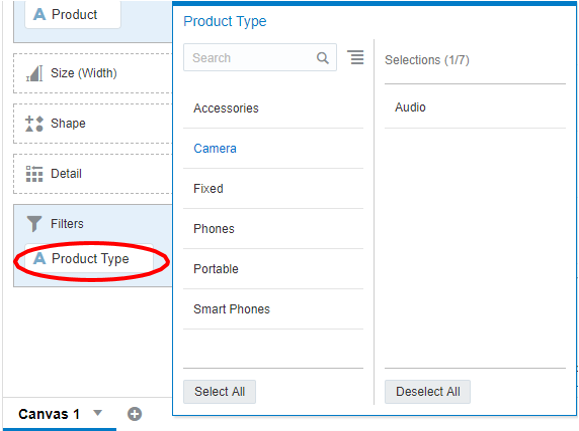 A Product
Size (Width)
Shape
Detail
Filters
A Product Type
Canvas 1
Product Type
Search
Accessories
Camera
Fixed
Phones
Portable
Smart Phones
Select All
Selections (1/7)
Audio
Deselect All